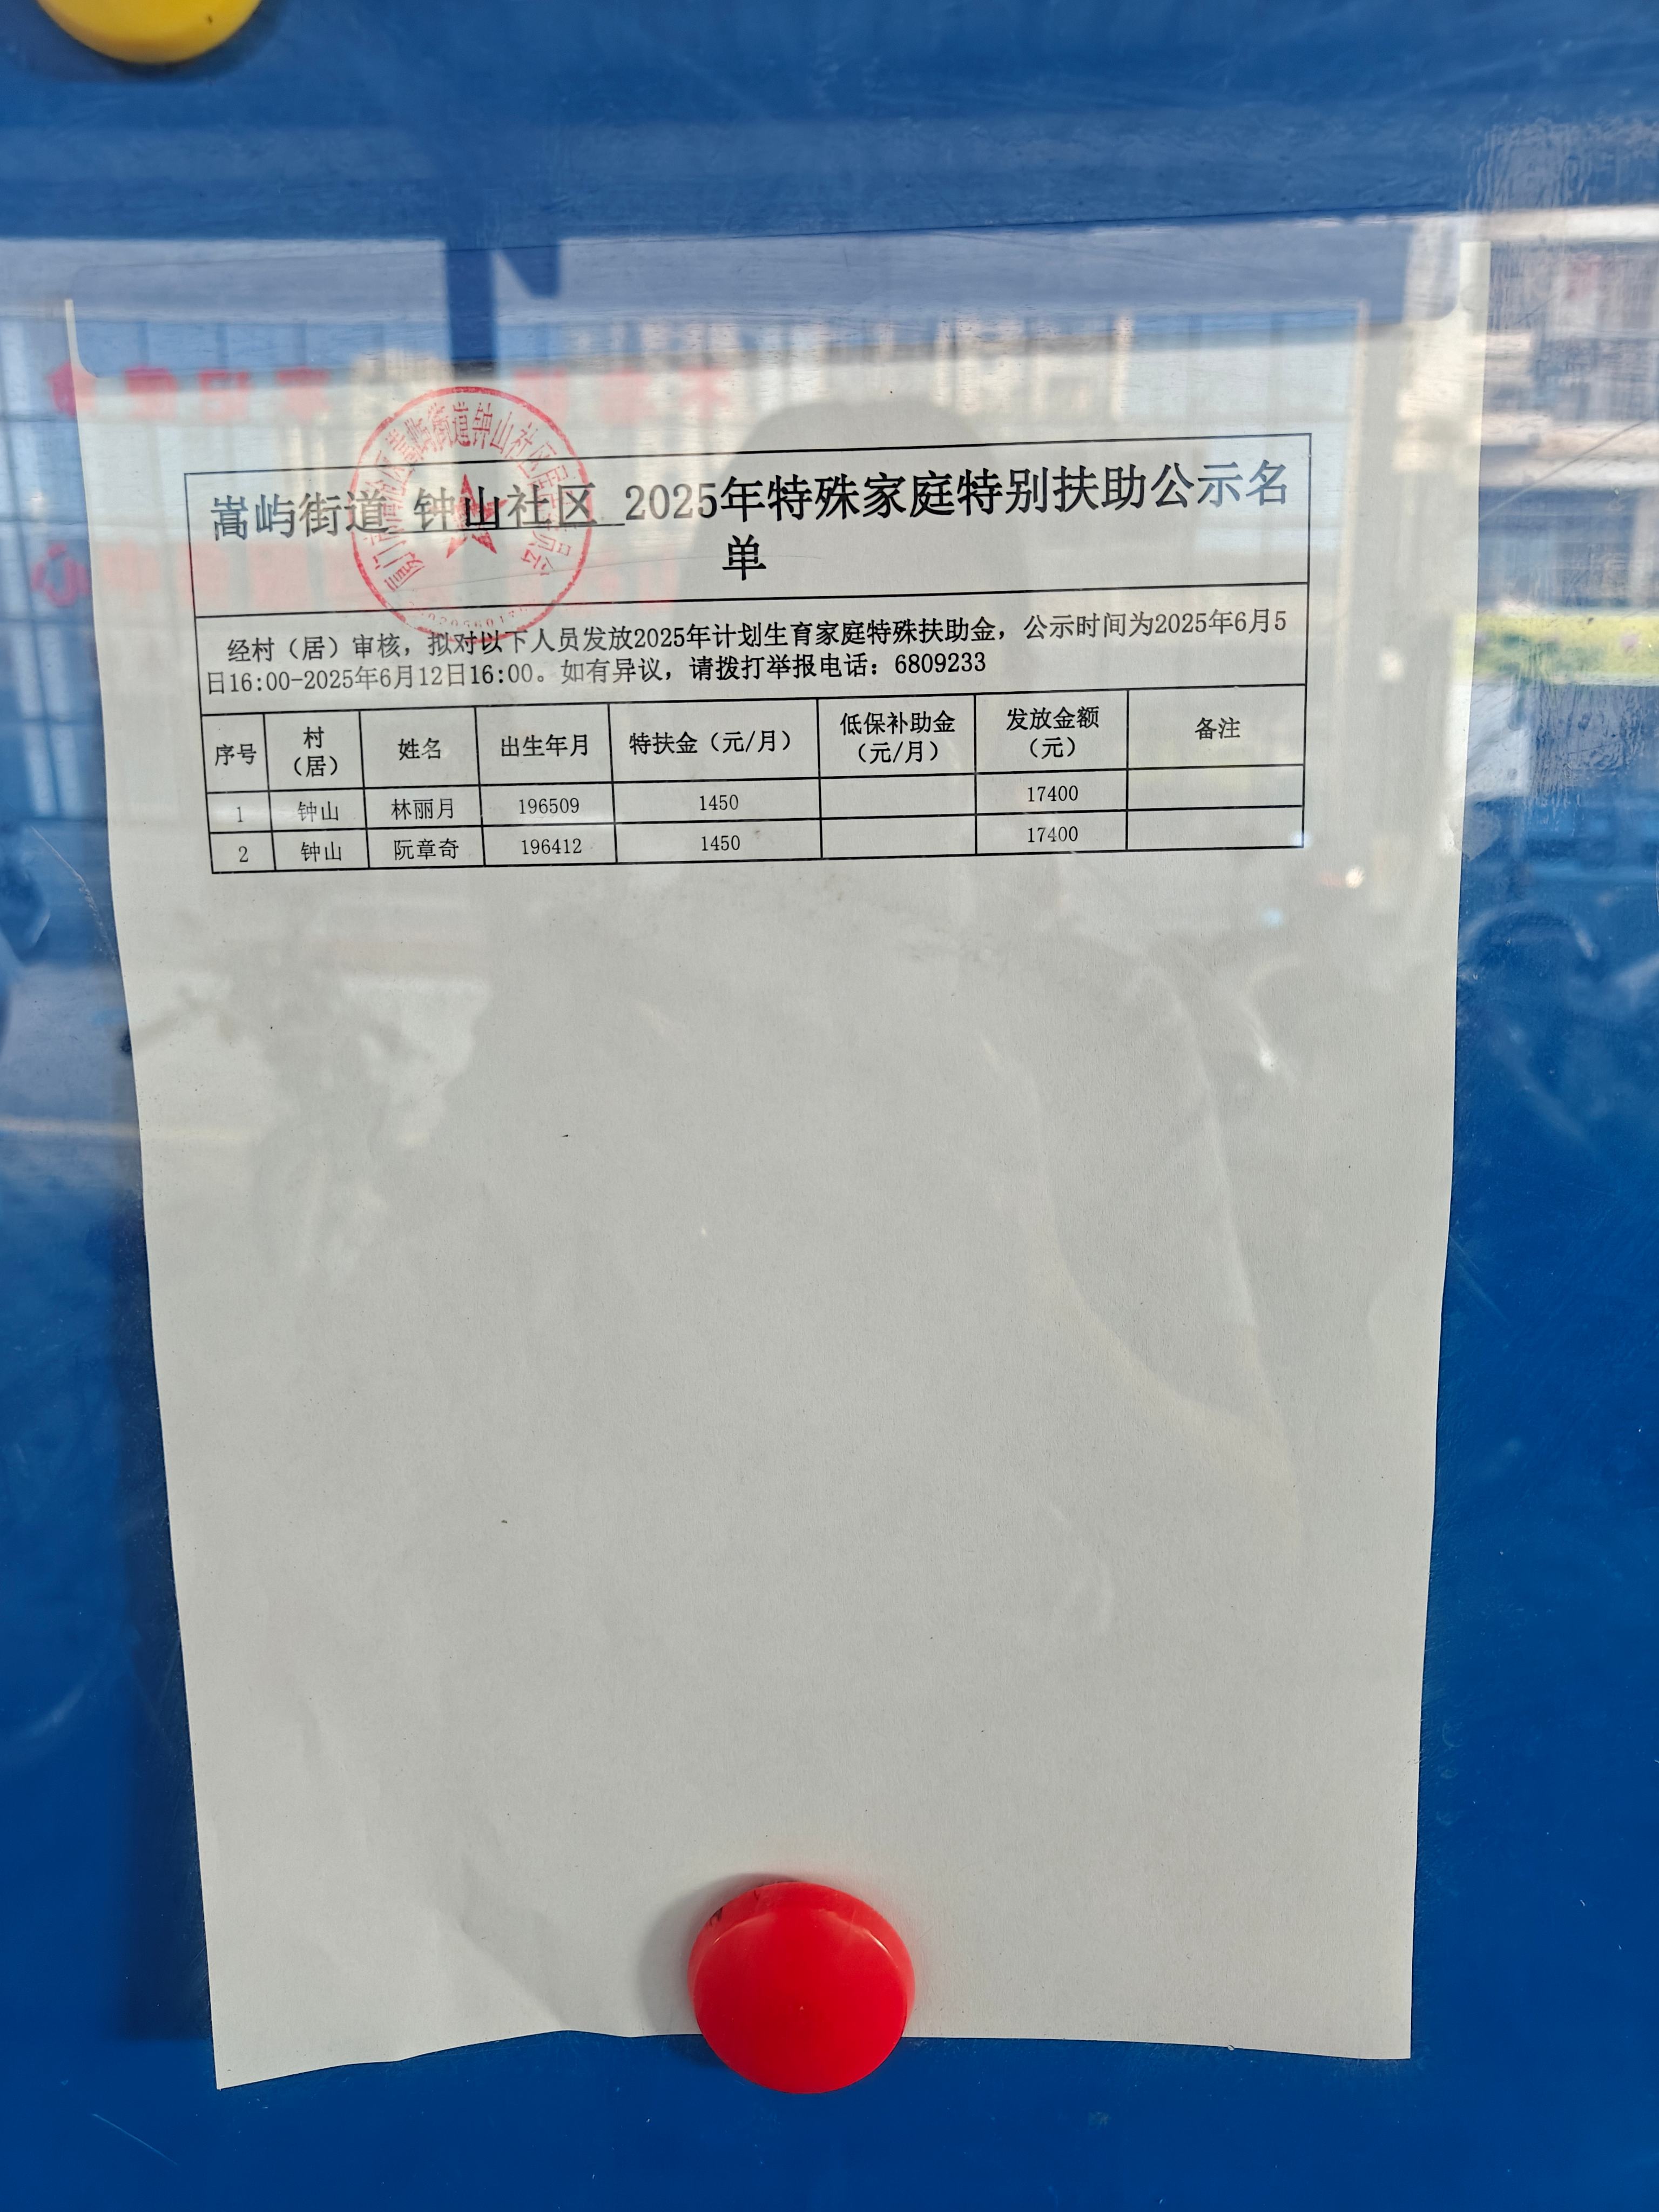 嵩屿街道 钟山社区 2025年特殊家庭特别扶助公示名
单
经村（居）审核，拟对以下人员发放2025年计划生育家庭特殊扶助金，公示时间为2025年6月5
日16:00-2025年6月12日16:00。如有异议，请拨打举报电话：6809233
序号 村（居） 姓名 出生年月 特扶金（元/月） 低保补助金（元/月） 发放金额（元） 备注
1 钟山 林丽月 196509 1450 17400
2 钟山 阮章奇 196412 1450 17400